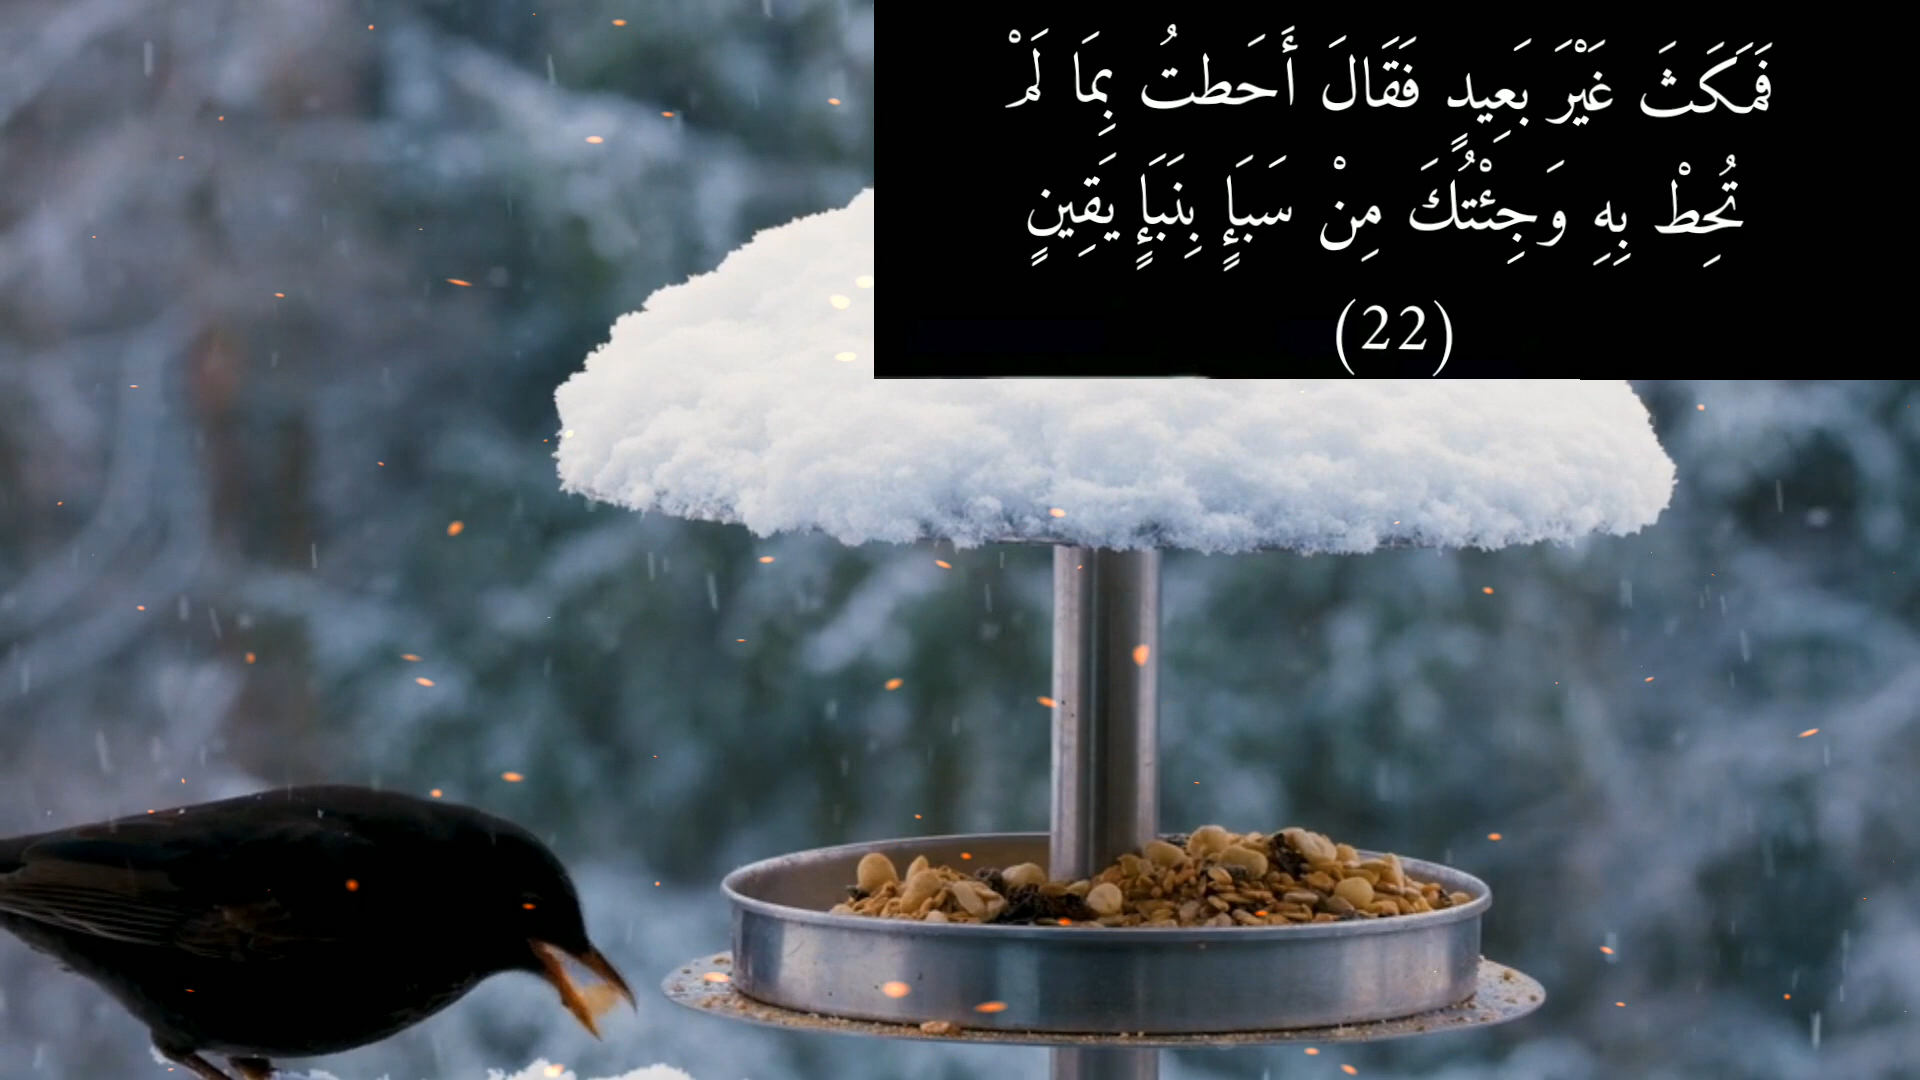 فَمَكَثَ غَيْرَ بَعِيدٍ فَقَالَ أَحَطتُ بِمَا لَمْ
تُحِطْ بِهِ وَجِئْتُكَ مِنْ سَبَإٍ بِنَبَإٍ يَقِينٍ
(22)